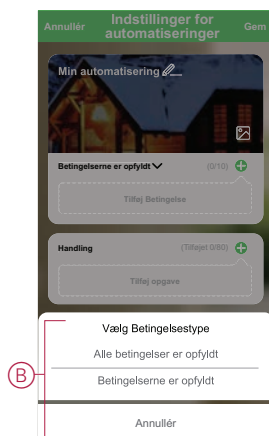 Annullér
Indstillinger for
automatiseringer
Gem
Min automatisering
Betingelserne er opfyldt
(0/10)
Tilføj Betingelse
Handling
(Tilføjet 0/80)
Tilføj opgave
B
Vælg Betingelsestype
Alle betingelser er opfyldt
Betingelserne er opfyldt
Annullér